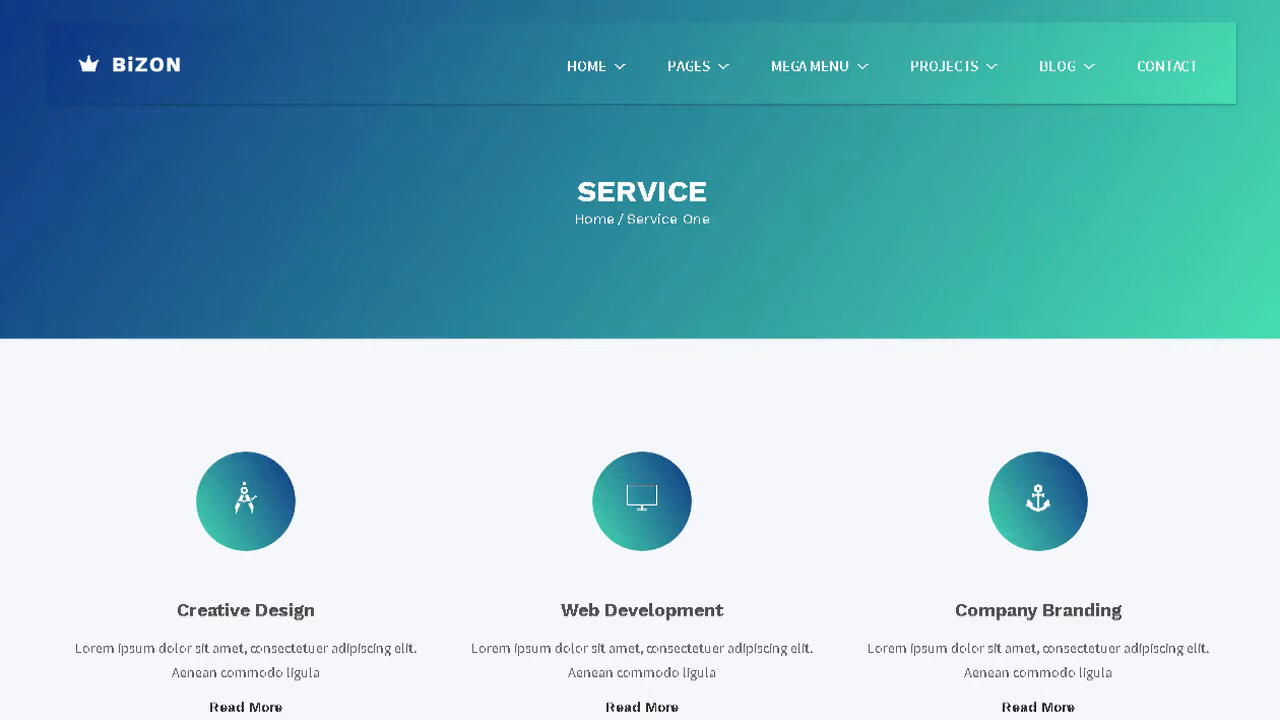 BiZON
HOME
PAGES
MEGA MENU
PROJECTS
BLOG
CONTACT
SERVICE
Home / Service One
Creative Design
Lorem ipsum dolor sit amet, consectetuer adipiscing elit.
Aenean commodo ligula
Read More
Web Development
Lorem ipsum dolor sit amet, consectetuer adipiscing elit.
Aenean commodo ligula
Read More
Company Branding
Lorem ipsum dolor sit amet, consectetuer adipiscing elit.
Aenean commodo ligula
Read More